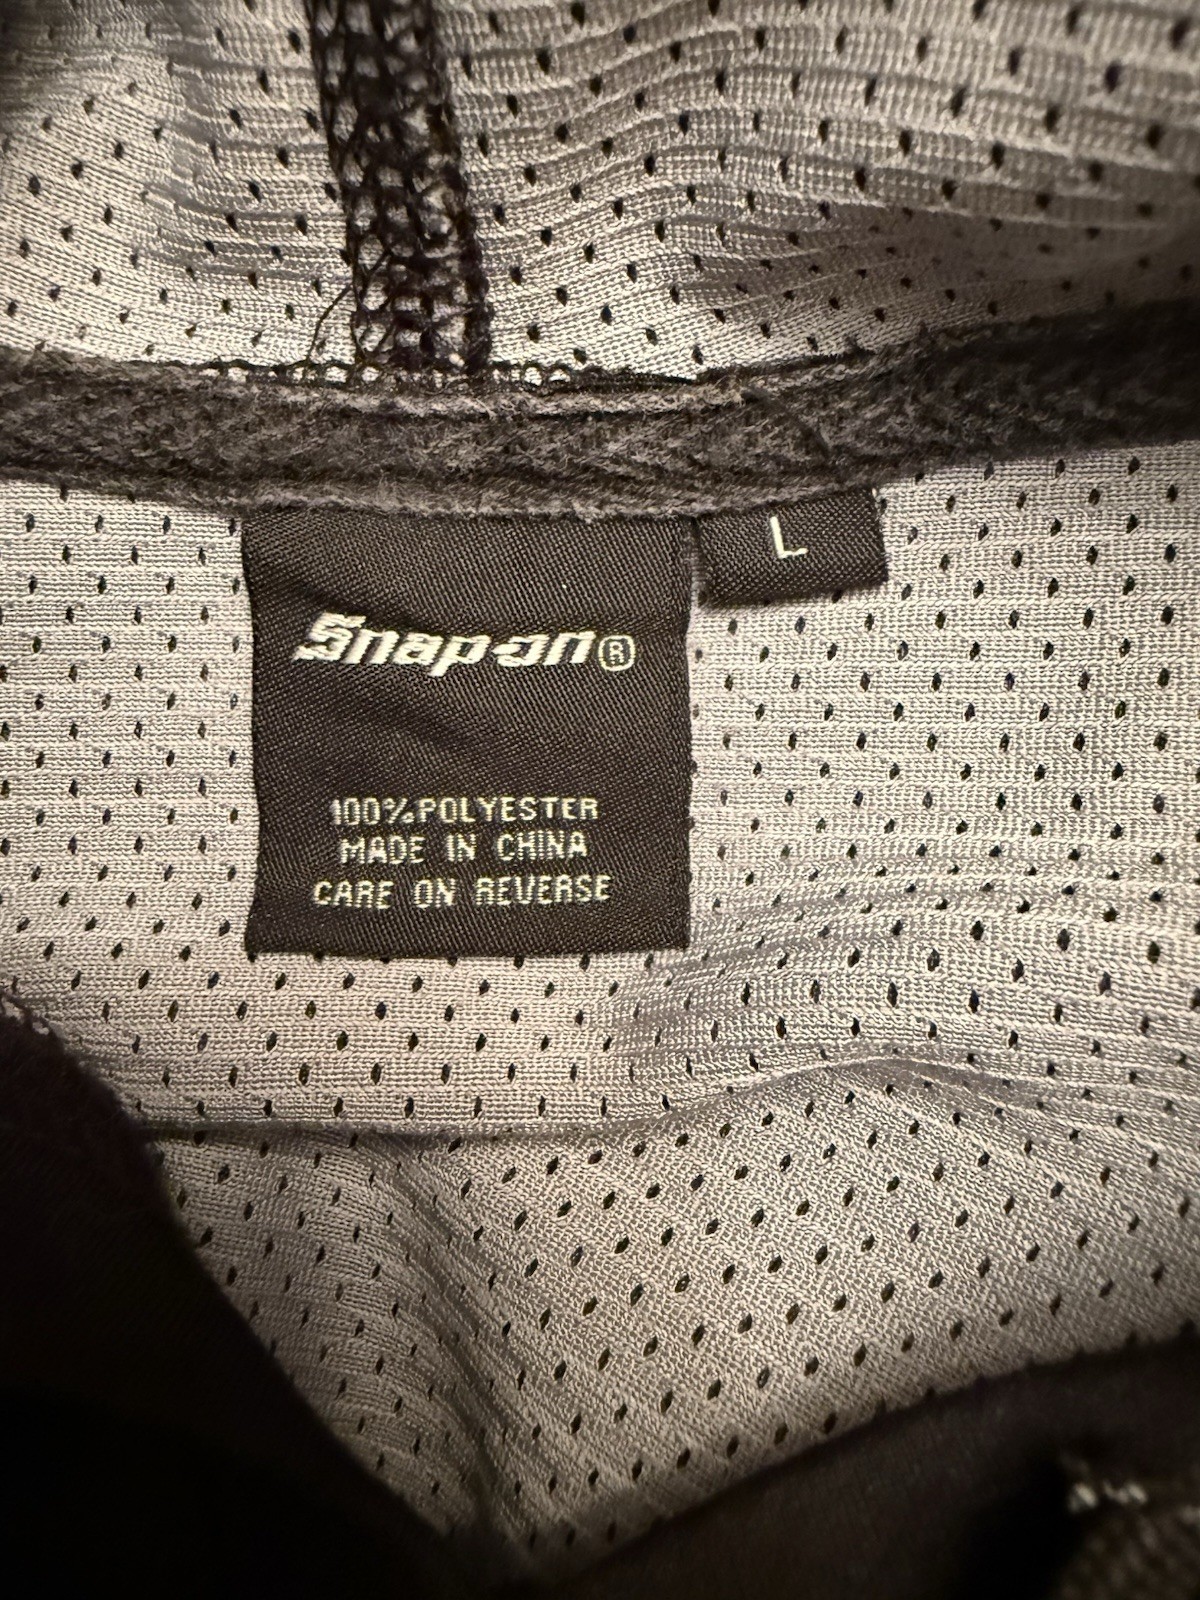 L
Snap-on®
100%POLYESTER
MADE IN CHINA
CARE ON REVERSE